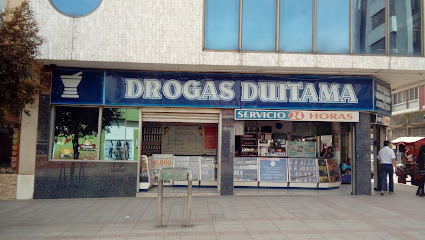 DROGAS DUITAMA
SERVICIO 24 HORAS